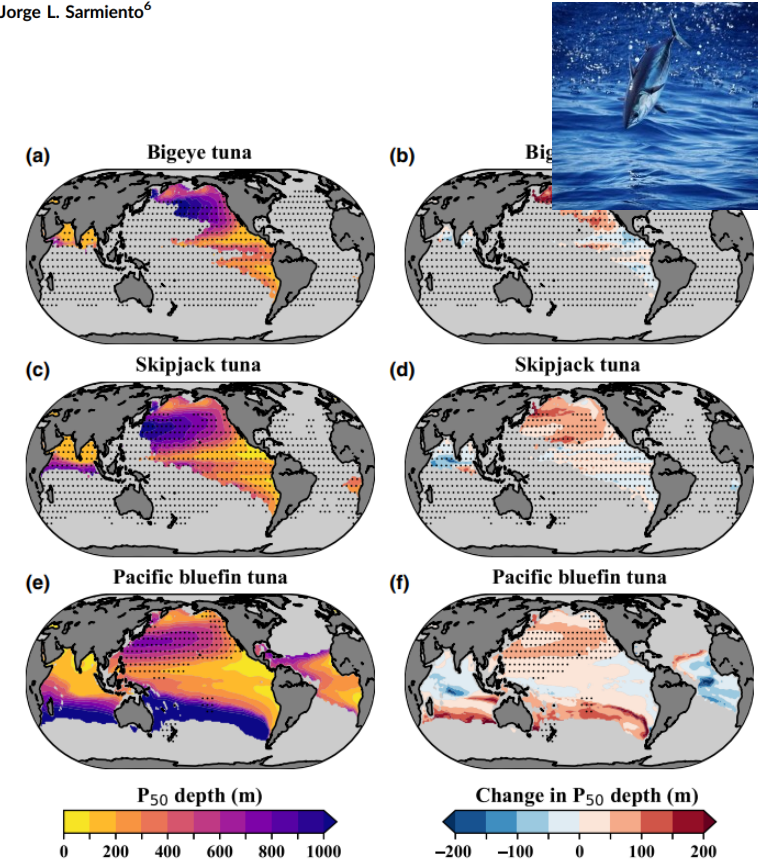 Jorge L. Sarmiento6
(a) Bigeye tuna
(b) Big
(c) Skipjack tuna
(d) Skipjack tuna
(e) Pacific bluefin tuna
(f) Pacific bluefin tuna
P50 depth (m)
0 200 400 600 800 1000
Change in P50 depth (m)
−200 −100 0 100 200